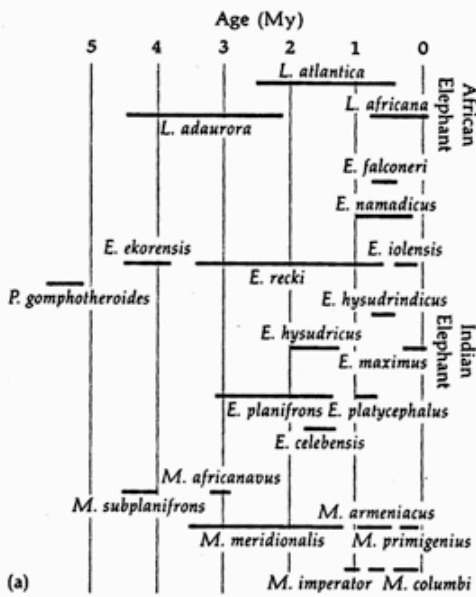 Age (My)
5 4 3 2 1 0
L. atlantica
African
Elephant
L. africana
L. adaurora
E. falconeri
E. namadicus
E. ekorensis
E. iolensis
E. recki
P. gomphotheroides
E. hysudrindicus
Indian
Elephant
E. hysudricus
E. maximus
E. planifrons E. platycephalus
E. celebensis
M. africanavus
M. subplanifrons
M. armeniacus
M. meridionalis
M. primigenius
(a)
M. imperator M. columbi